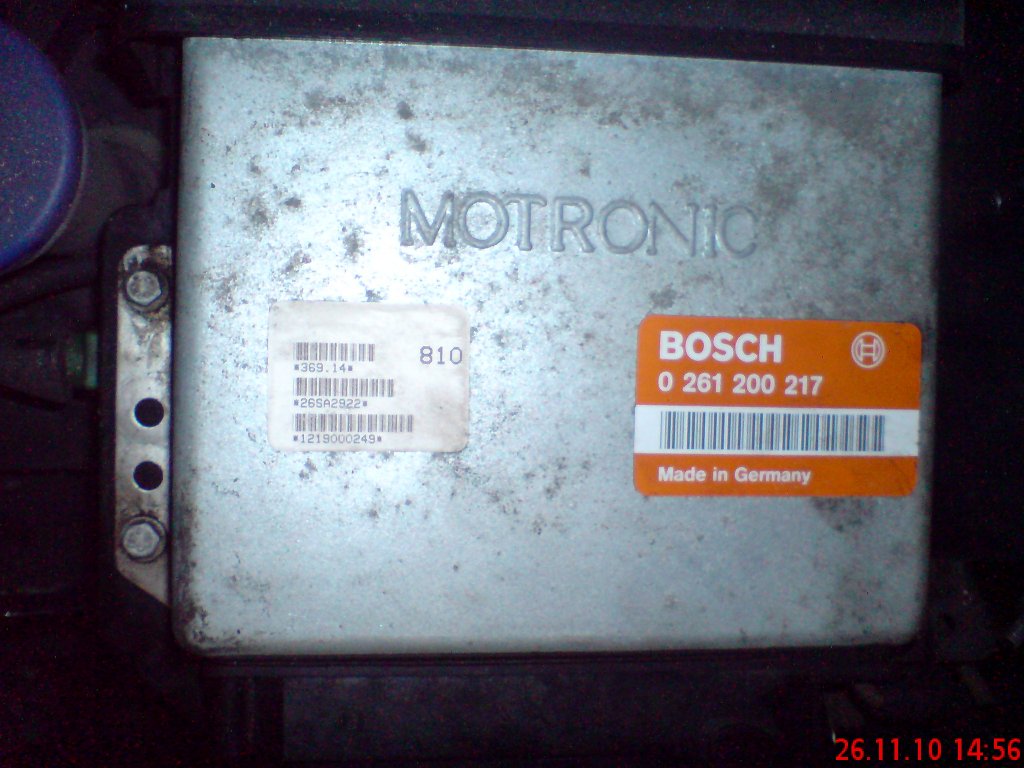 MOTRONIC
810
*369.14*
*26SA2922*
*1219000249*
BOSCH
0 261 200 217
Made in Germany
26.11.10 14:56